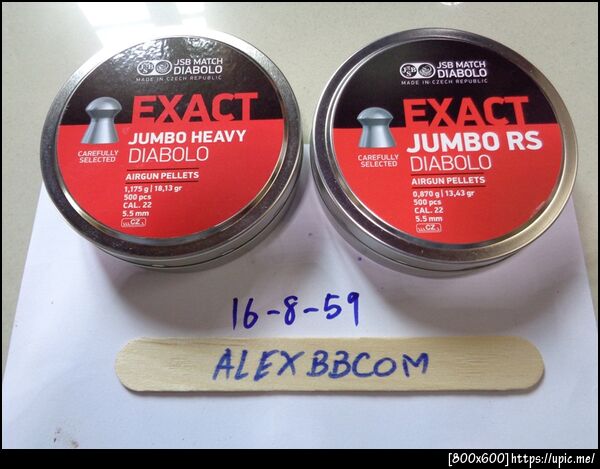 JSB MATCH
DIABOLO
MADE IN CZECH REPUBLIC
EXACT
JUMBO HEAVY
DIABOLO
CAREFULLY
SELECTED
AIRGUN PELLETS
1,175 g | 18,13 gr
500 pcs
CAL. 22
5.5 mm
CZ
JSB MATCH
DIABOLO
MADE IN CZECH REPUBLIC
EXACT
JUMBO RS
DIABOLO
CAREFULLY
SELECTED
AIRGUN PELLETS
0,870 g | 13,43 gr
500 pcs
CAL. 22
5.5 mm
CZ
16-8-59
ALEXBBCOM
[800x600]https://upic.me/